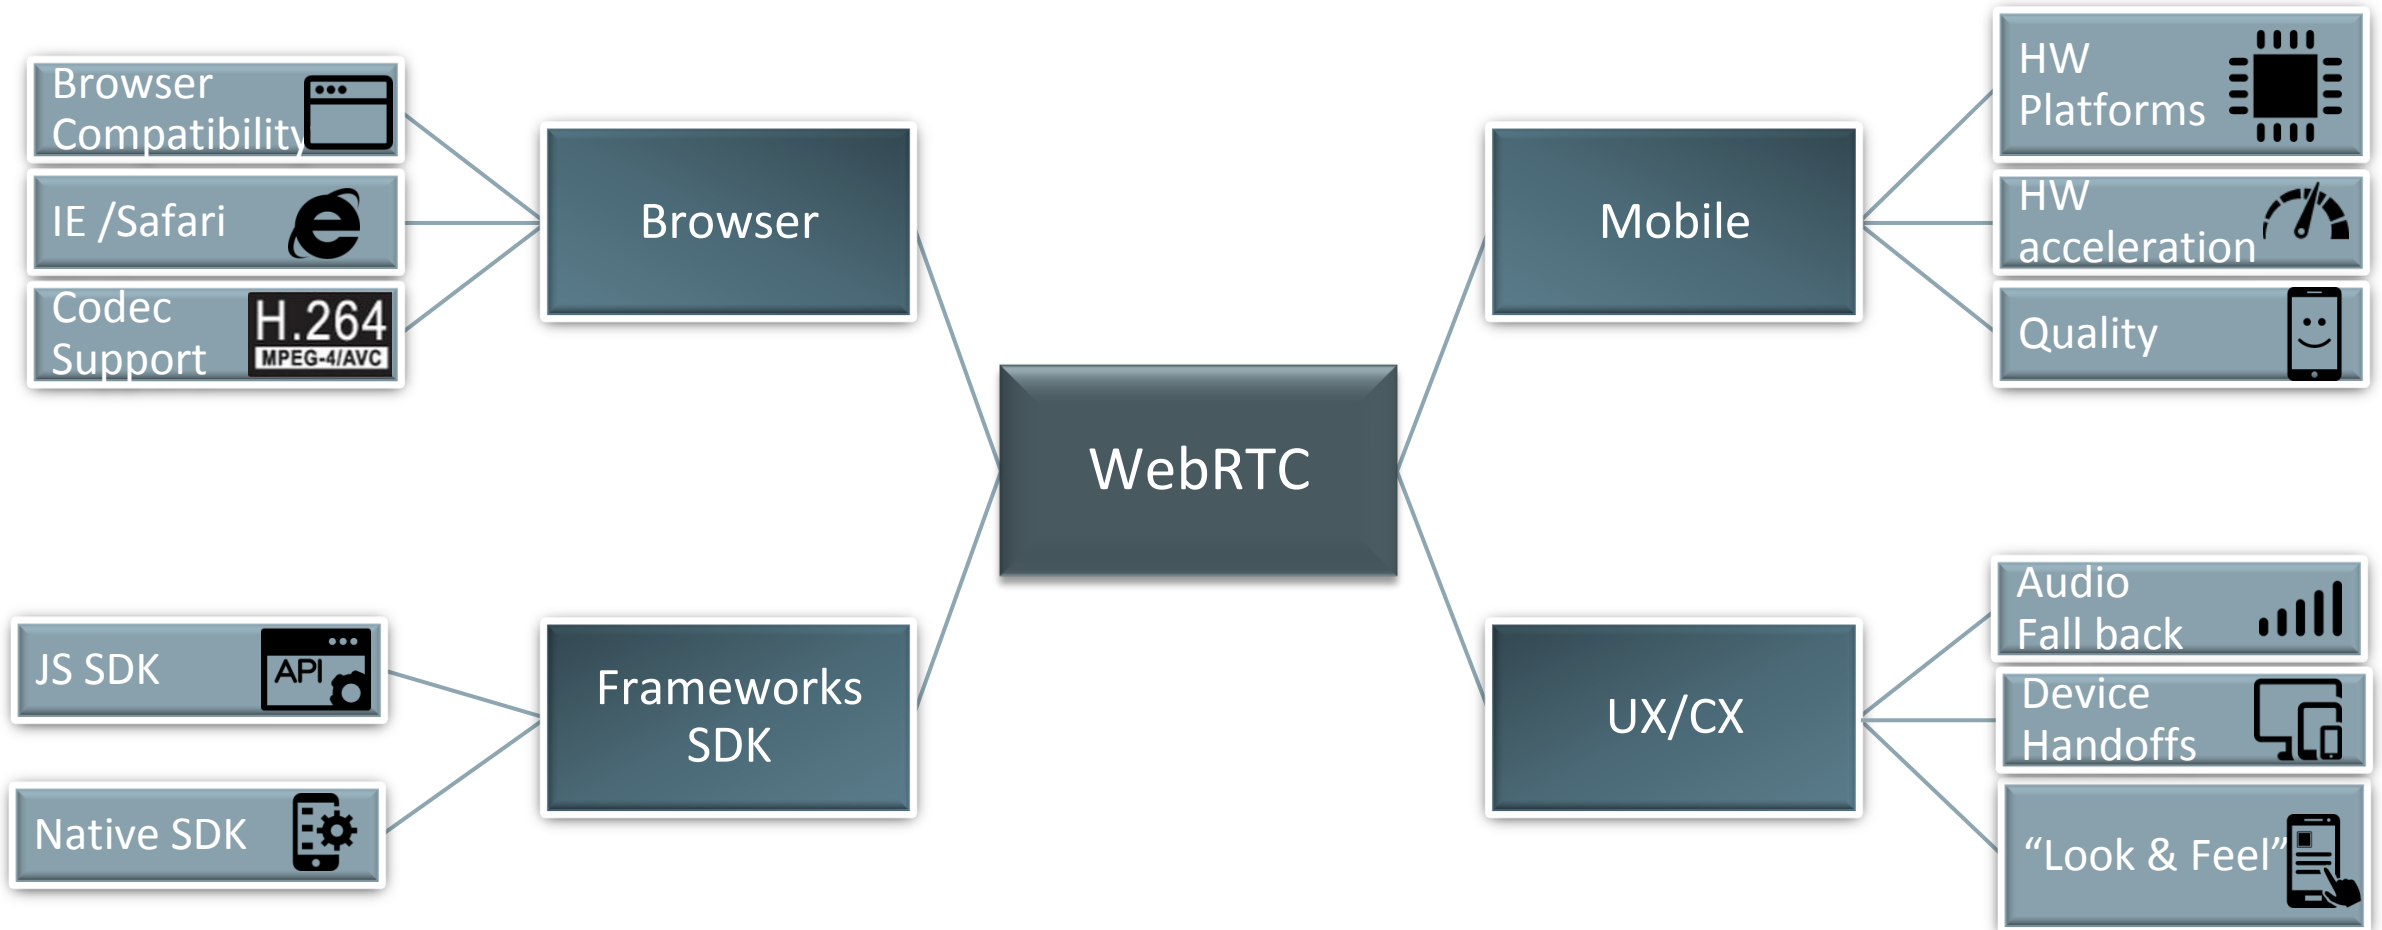 Browser
Compatibility
IE /Safari
Codec
Support
H.264
MPEG-4/AVC
Browser
JS SDK
API
Native SDK
Frameworks
SDK
WebRTC
Mobile
HW
Platforms
HW
acceleration
Quality
UX/CX
Audio
Fall back
Device
Handoffs
“Look & Feel”